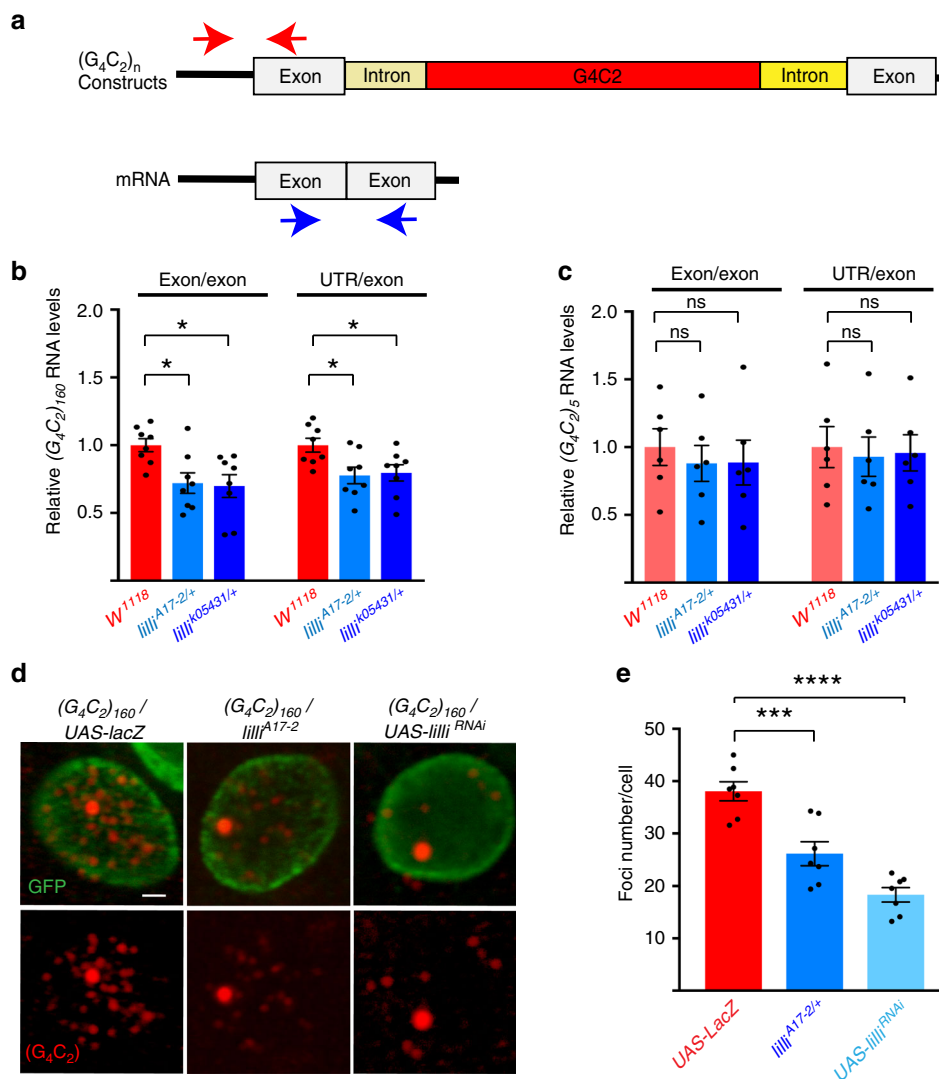 a
(G4C2)n
Constructs
Exon
Intron
G4C2
Intron
Exon
mRNA
Exon
Exon
b
Exon/exon
UTR/exon
Relative (G4C2)160 RNA levels
2.0
1.5
1.0
0.5
*
*
*
*
W1118
lilliA17-2/+
lillik05431/+
W1118
lilliA17-2/+
lillik05431/+
c
Exon/exon
UTR/exon
Relative (G4C2)5 RNA levels
2.0
1.5
1.0
0.5
ns
ns
ns
ns
W1118
lilliA17-2/+
lillik05431/+
W1118
lilliA17-2/+
lillik05431/+
d
(G4C2)160 /
UAS-lacZ
(G4C2)160 /
lilliA17-2
(G4C2)160 /
UAS-lilli RNAi
GFP
(G4C2)
e
Foci number/cell
50
40
30
20
10
****
***
UAS-LacZ
lilliA17-2/+
UAS-lilliRNAi